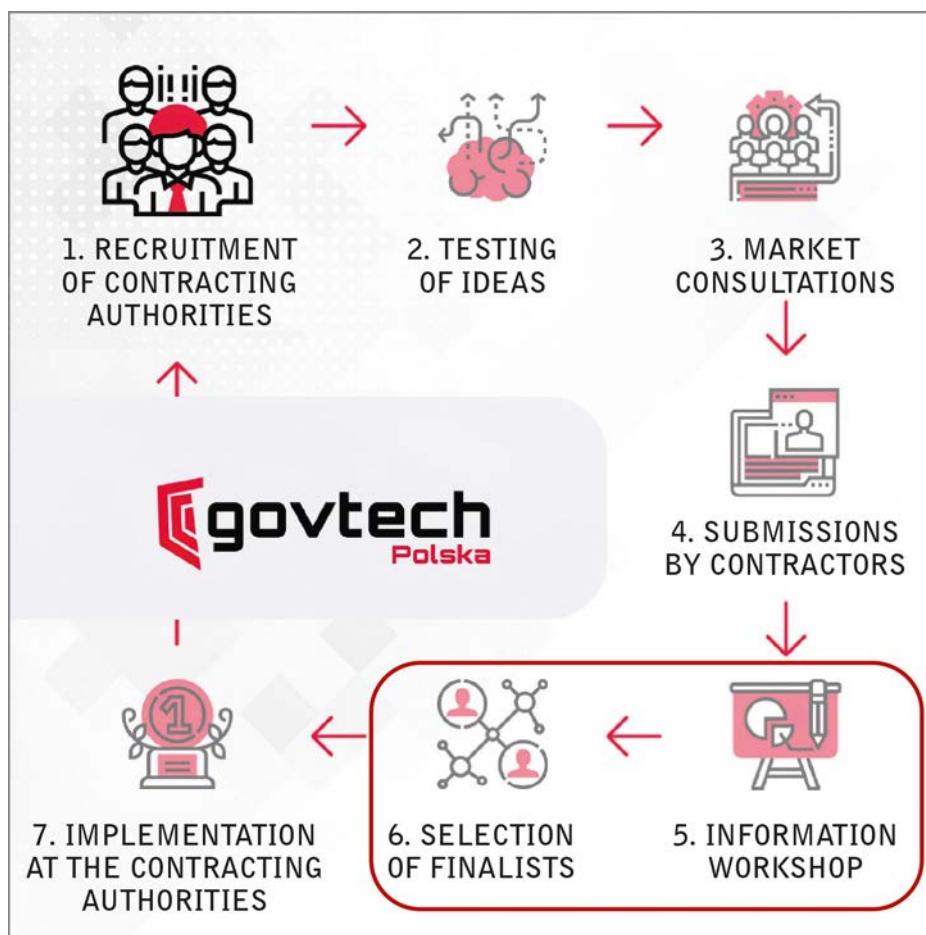 1. RECRUITMENT
OF CONTRACTING
AUTHORITIES
2. TESTING
OF IDEAS
3. MARKET
CONSULTATIONS
govtech
Polska
4. SUBMISSIONS
BY CONTRACTORS
1
7. IMPLEMENTATION
AT THE CONTRACTING
AUTHORITIES
6. SELECTION
OF FINALISTS
5. INFORMATION
WORKSHOP